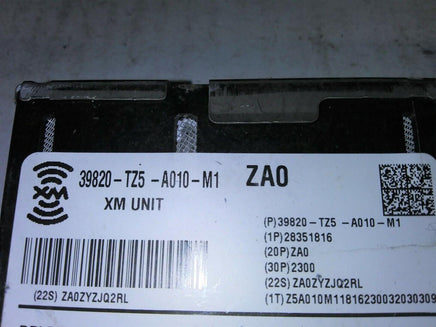 39820-TZ5-A010-M1 ZA0
XM
XM UNIT
(P)39820-TZ5-A010-M1
(1P)28351816
(20P)ZA0
(30P)2300
(22S)ZA0ZYZJQ2RL
(22S) ZA0ZYZJQ2RL
(1T)Z5A010M11816230032030309